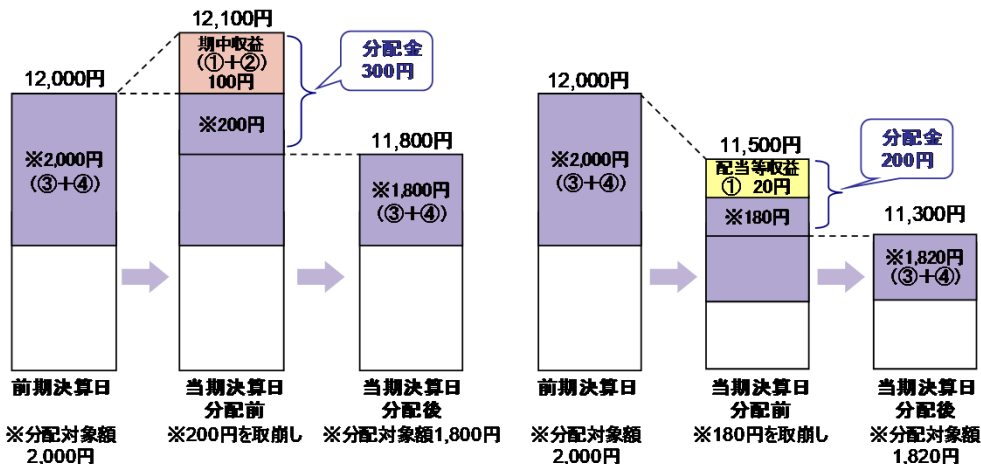 12,000円
※2,000円
(③+④)
前期決算日
※分配対象額
2,000円
12,100円
期中収益
(①+②)
100円
※200円
分配金
300円
当期決算日
分配前
※200円を取崩し
11,800円
※1,800円
(③+④)
当期決算日
分配後
※分配対象額1,800円
12,000円
※2,000円
(③+④)
前期決算日
※分配対象額
2,000円
11,500円
配当等収益
① 20円
※180円
分配金
200円
当期決算日
分配前
※180円を取崩し
11,300円
※1,820円
(③+④)
当期決算日
分配後
※分配対象額
1,820円